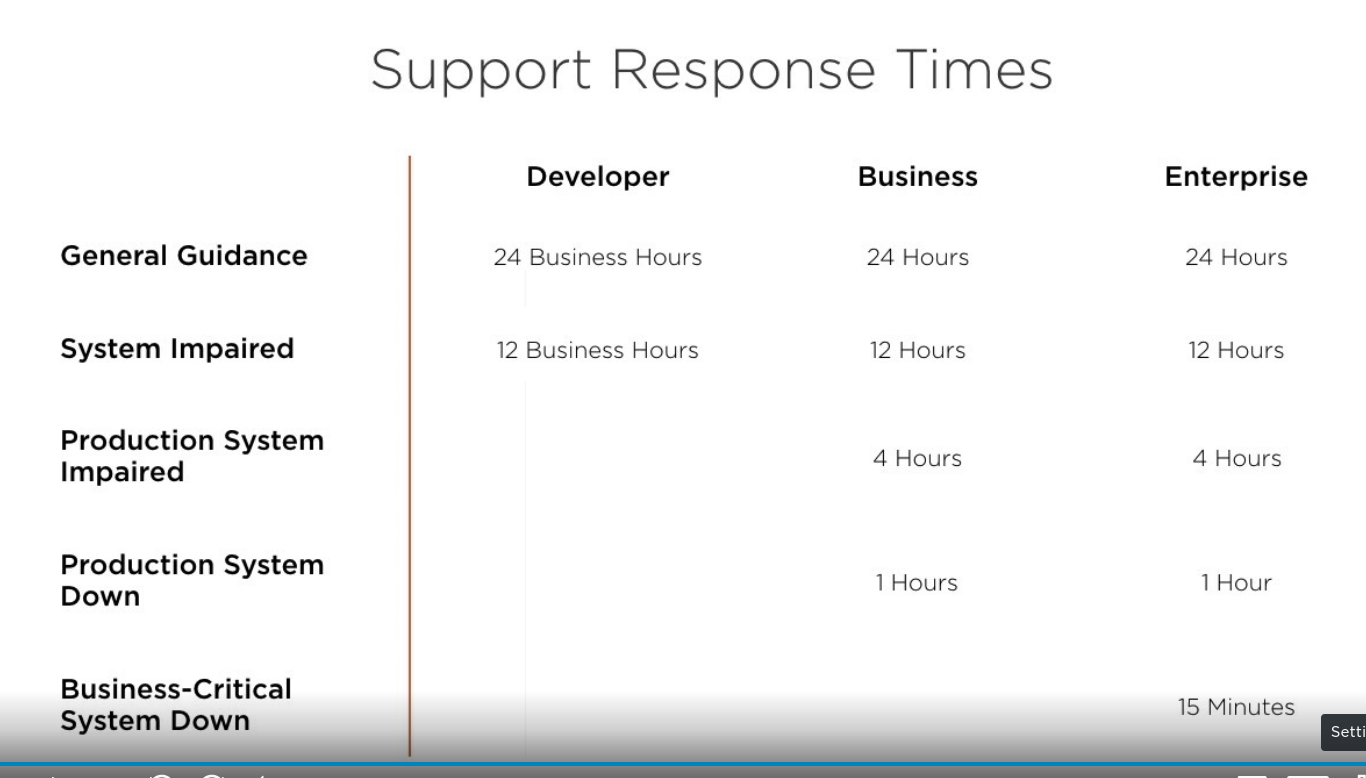 Support Response Times
Developer Business Enterprise
General Guidance 24 Business Hours 24 Hours 24 Hours
System Impaired 12 Business Hours 12 Hours 12 Hours
Production System
Impaired 4 Hours 4 Hours
Production System
Down 1 Hours 1 Hour
Business-Critical
System Down 15 Minutes
Setti